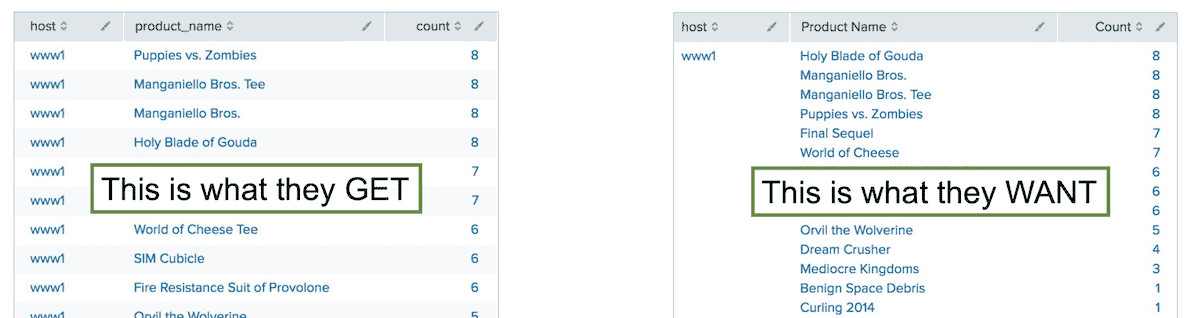 host product_name count
www1 Puppies vs. Zombies 8
www1 Manganiello Bros. Tee 8
www1 Manganiello Bros. 8
www1 Holy Blade of Gouda 8
www1 7
This is what they GET
www1 7
www1 World of Cheese Tee 6
www1 SIM Cubicle 6
www1 Fire Resistance Suit of Provolone 6
www1 Orvil the Wolverine 5
host Product Name Count
www1 Holy Blade of Gouda 8
Manganiello Bros. 8
Manganiello Bros. Tee 8
Puppies vs. Zombies 8
Final Sequel 7
World of Cheese 7
6
This is what they WANT
6
6
Orvil the Wolverine 5
Dream Crusher 4
Mediocre Kingdoms 3
Benign Space Debris 1
Curling 2014 1